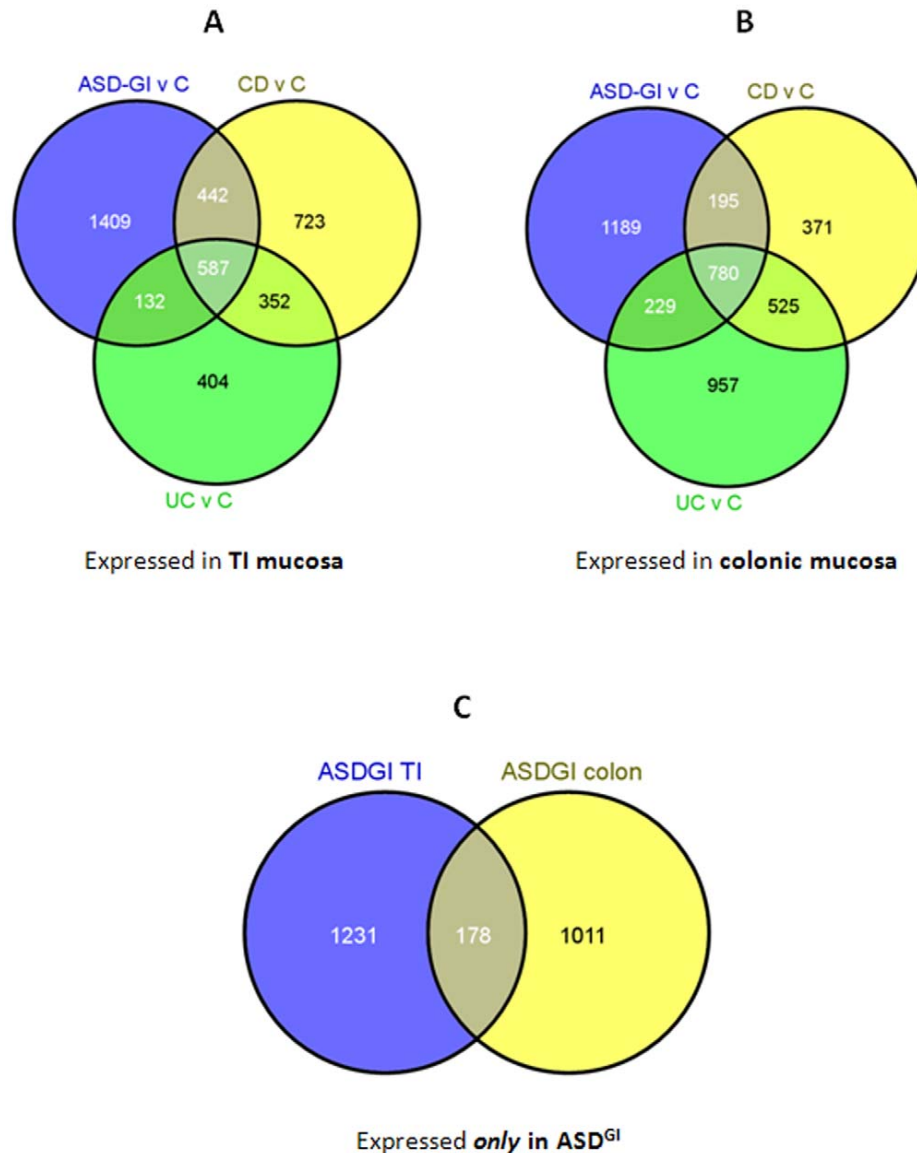 A
B
ASD-GI v C
CD v C
ASD-GI v C
CD v C
442
1409
723
587
132
352
404
195
1189
371
780
229
525
957
UC v C
UC v C
Expressed in TI mucosa
Expressed in colonic mucosa
C
ASDGI TI
ASDGI colon
1231
178
1011
Expressed only in ASDGI